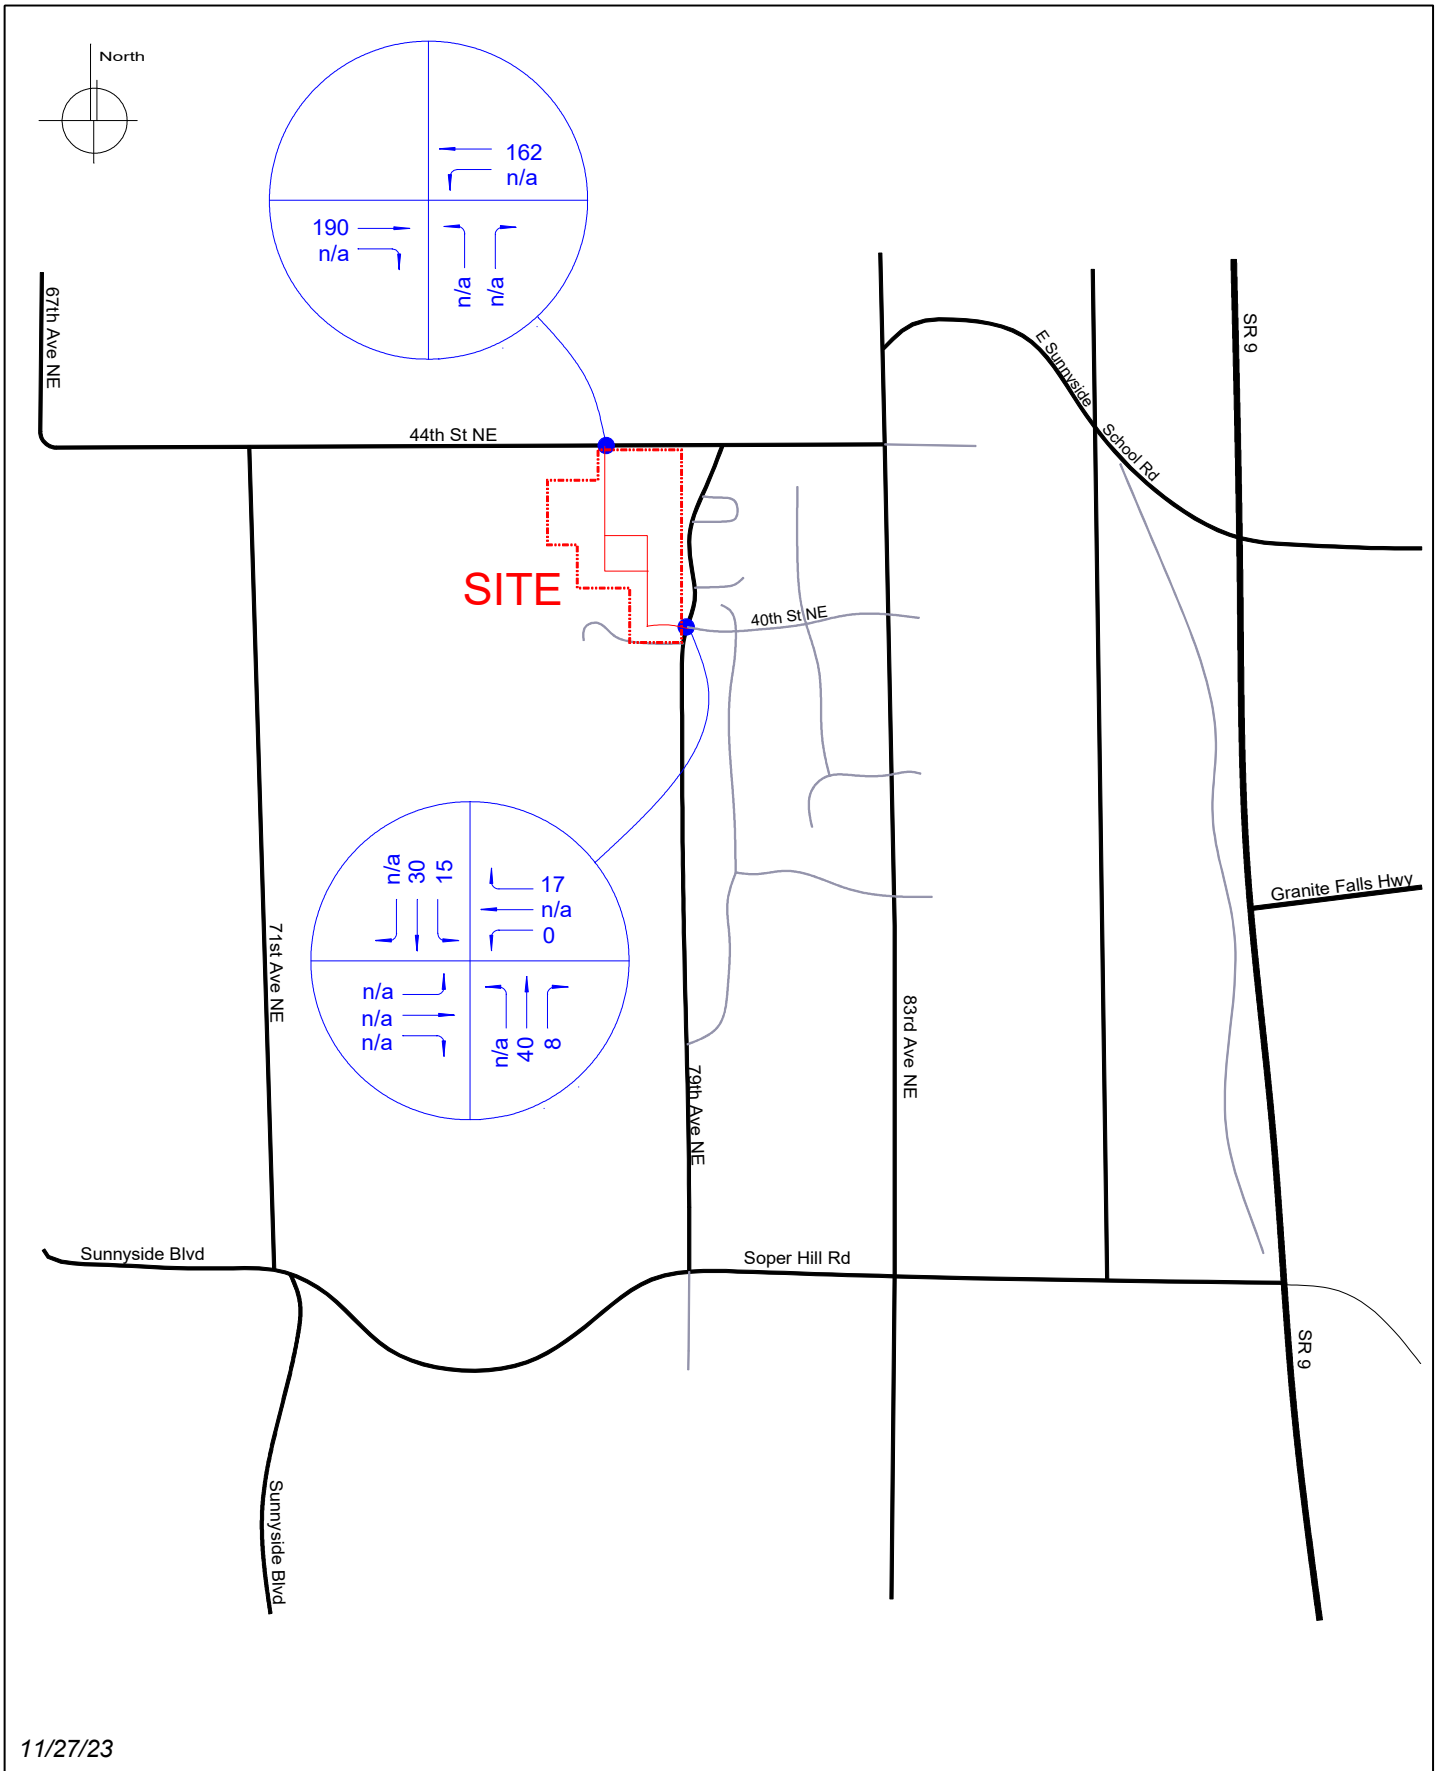 North
162
n/a
190
n/a
n/a
n/a
67th Ave NE
SR 9
E Sunnyside
School Rd
44th St NE
SITE
40th St NE
n/a
30
15
17
n/a
0
n/a
n/a
n/a
n/a
40
8
71st Ave NE
Granite Falls Hwy
83rd Ave NE
79th Ave NE
Sunnyside Blvd
Soper Hill Rd
SR 9
Sunnyside Blvd
11/27/23